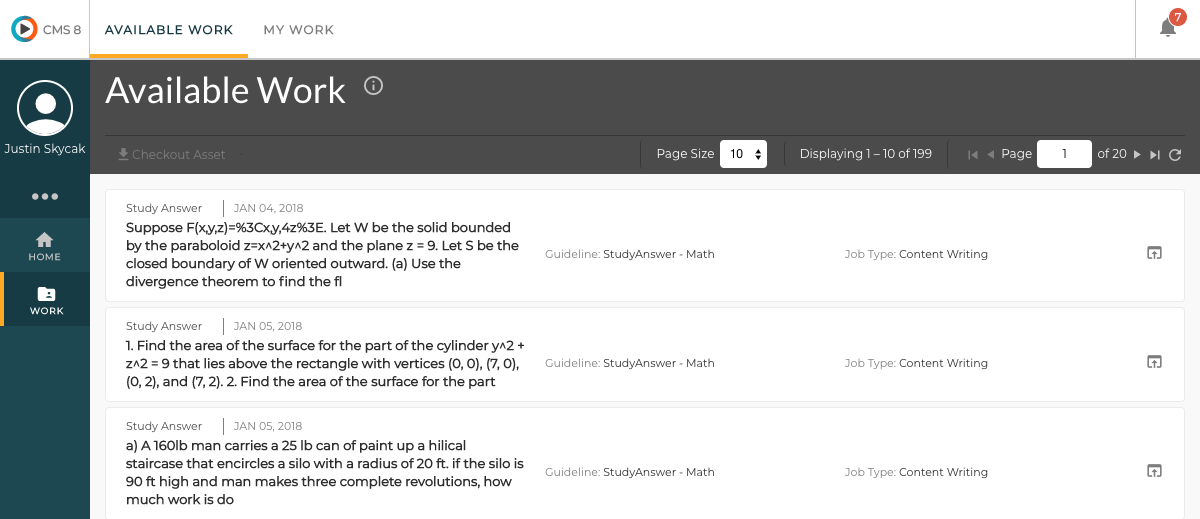 CMS 8
AVAILABLE WORK
MY WORK
7
Justin Skycak
HOME
WORK
Available Work
Checkout Asset
Page Size
10
Displaying 1 – 10 of 199
Page
1
of 20
Study Answer
JAN 04, 2018
Suppose F(x,y,z)=%3Cx,y,4z%3E. Let W be the solid bounded
by the paraboloid z=x^2+y^2 and the plane z = 9. Let S be the
closed boundary of W oriented outward. (a) Use the
divergence theorem to find the fl
Guideline: StudyAnswer - Math
Job Type: Content Writing
Study Answer
JAN 05, 2018
1. Find the area of the surface for the part of the cylinder y^2 +
z^2 = 9 that lies above the rectangle with vertices (0, 0), (7, 0),
(0, 2), and (7, 2). 2. Find the area of the surface for the part
Guideline: StudyAnswer - Math
Job Type: Content Writing
Study Answer
JAN 05, 2018
a) A 160lb man carries a 25 lb can of paint up a hilical
staircase that encircles a silo with a radius of 20 ft. if the silo is
90 ft high and man makes three complete revolutions, how
much work is do
Guideline: StudyAnswer - Math
Job Type: Content Writing